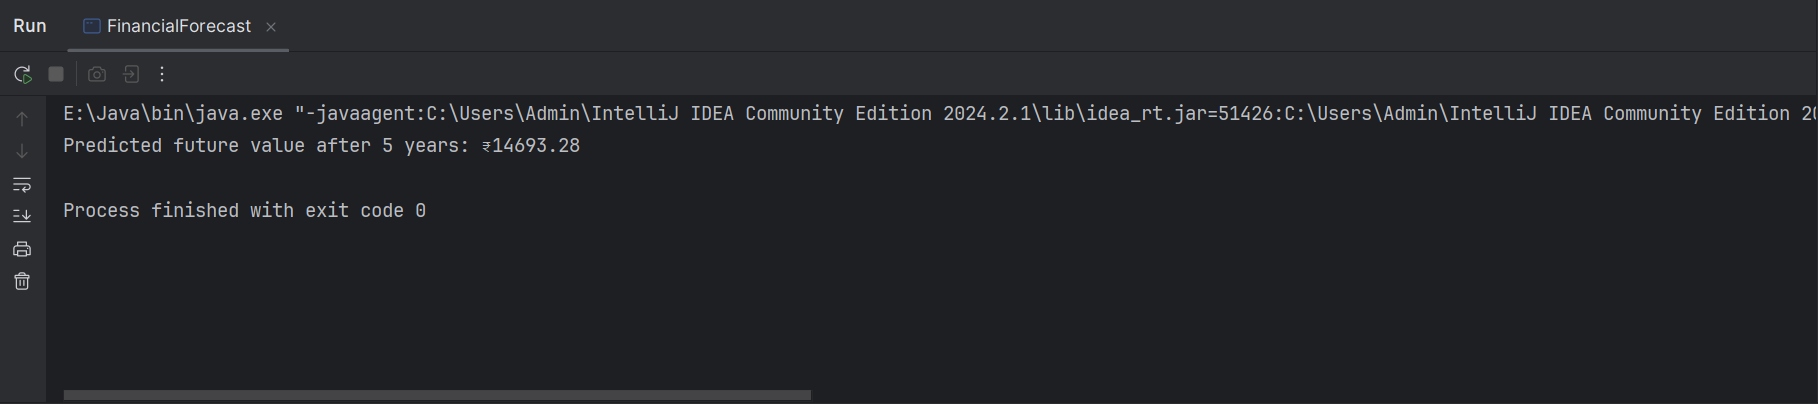 Run FinancialForecast
E:\Java\bin\java.exe "-javaagent:C:\Users\Admin\IntelliJ IDEA Community Edition 2024.2.1\lib\idea_rt.jar=51426:C:\Users\Admin\IntelliJ IDEA Community Edition
Predicted future value after 5 years: ₹14693.28
Process finished with exit code 0